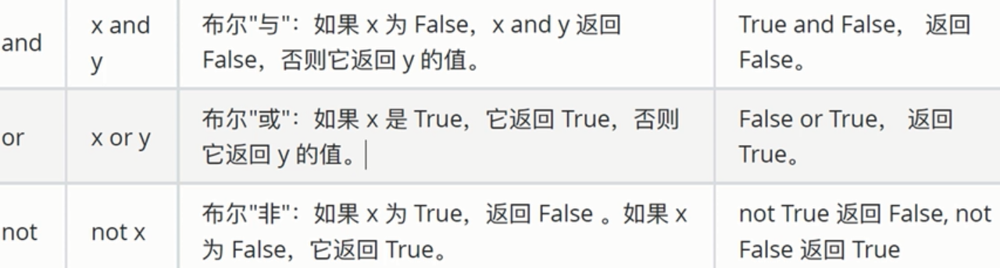 and
x and
y
布尔"与"：如果 x 为 False，x and y 返回
False，否则它返回 y 的值。
True and False， 返回
False。
or
x or y
布尔"或"：如果 x 是 True，它返回 True，否则
它返回 y 的值。
False or True， 返回
True。
not
not x
布尔"非"：如果 x 为 True，返回 False 。如果 x
为 False，它返回 True。
not True 返回 False, not
False 返回 True